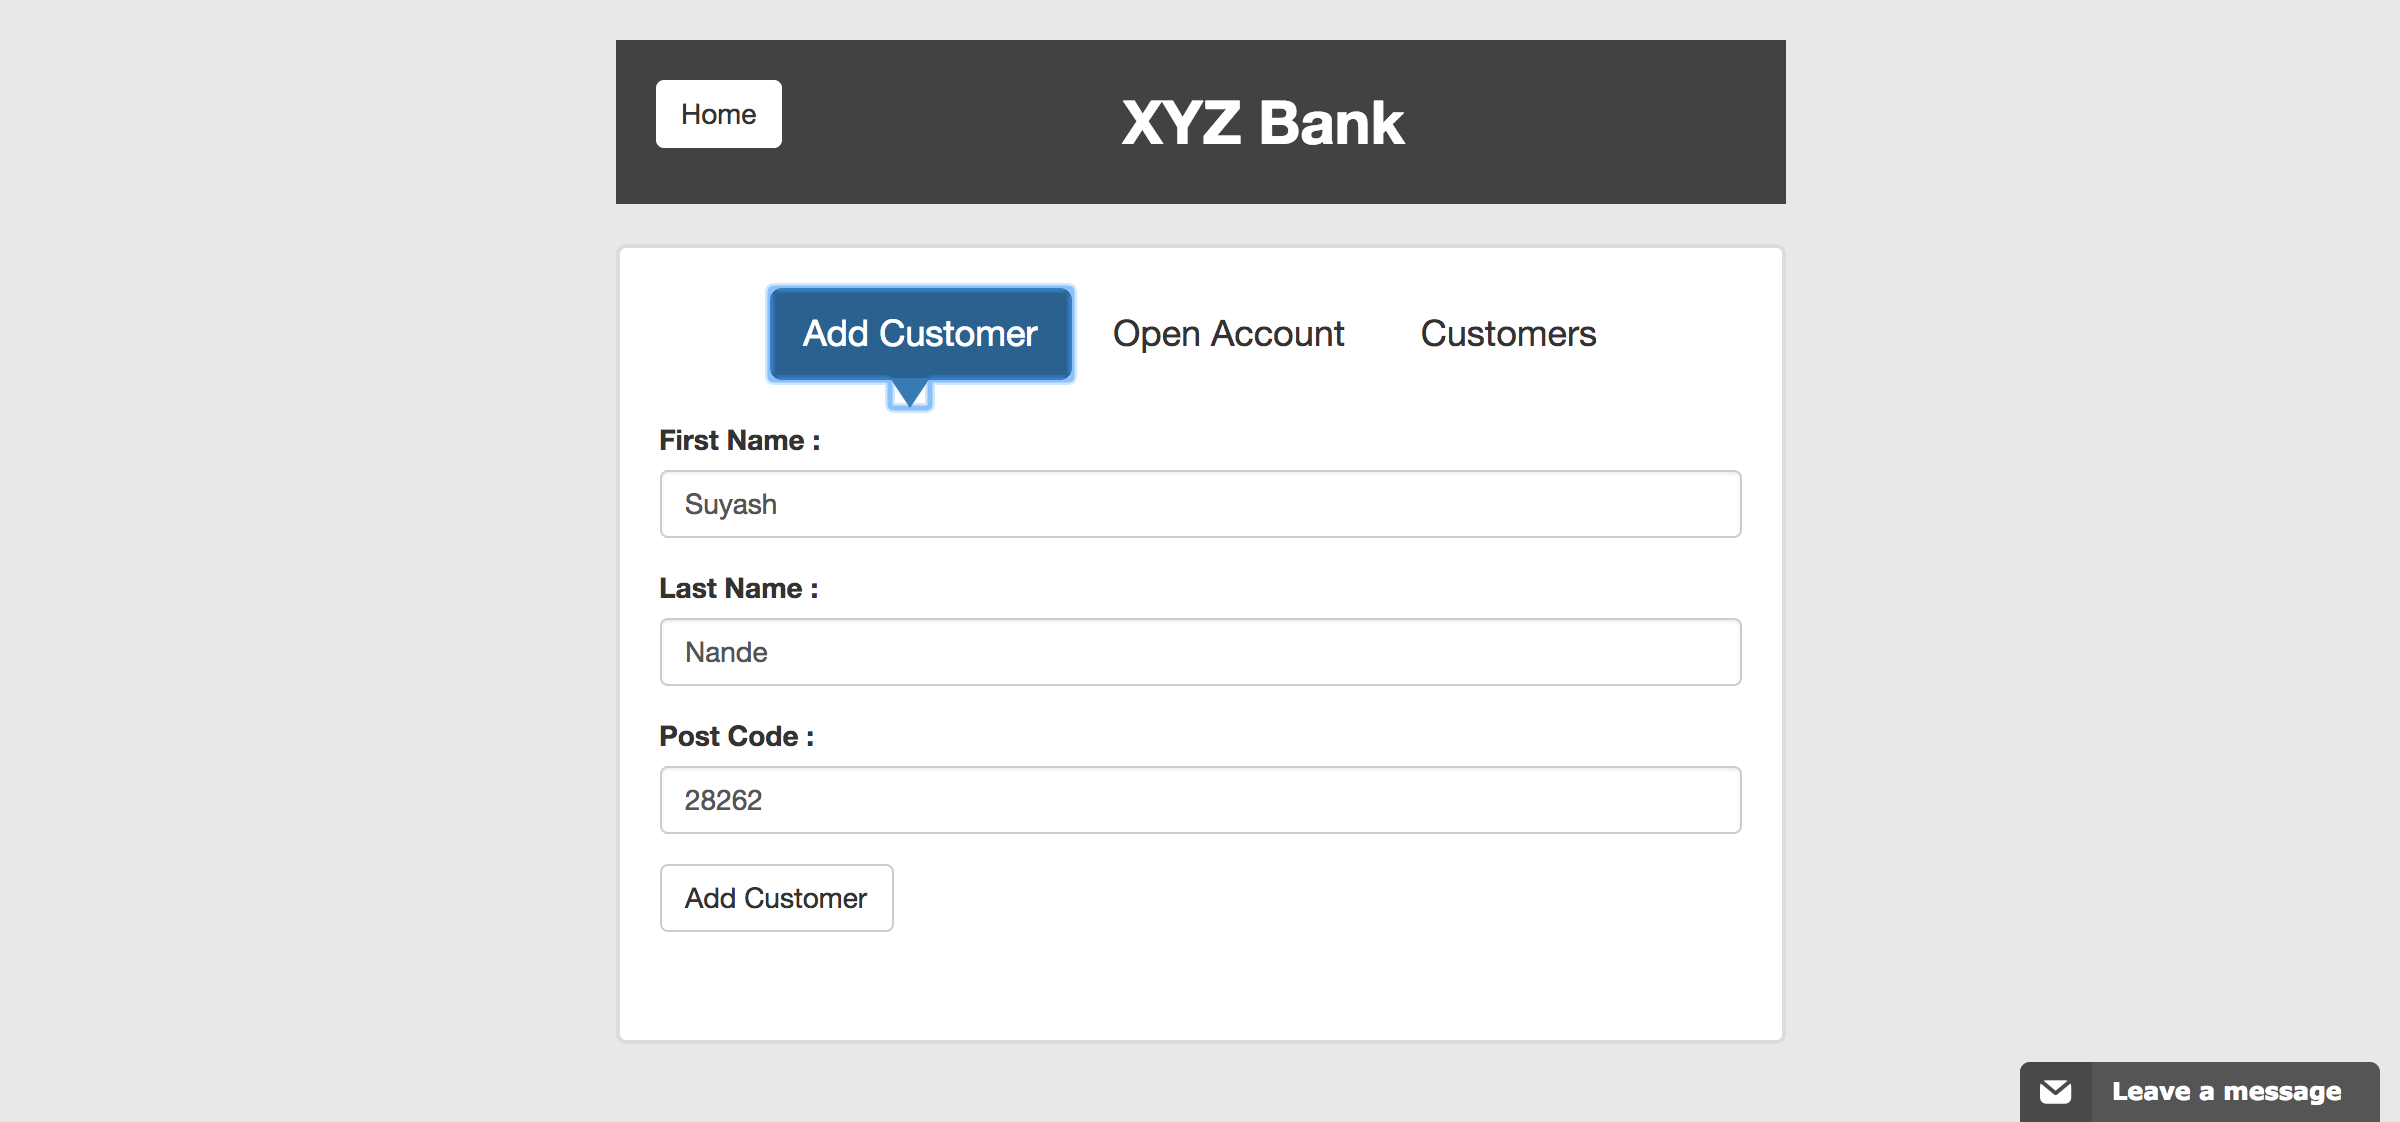 Home
XYZ Bank
Add Customer
Open Account
Customers
First Name :
Suyash
Last Name :
Nande
Post Code :
28262
Add Customer
Leave a message